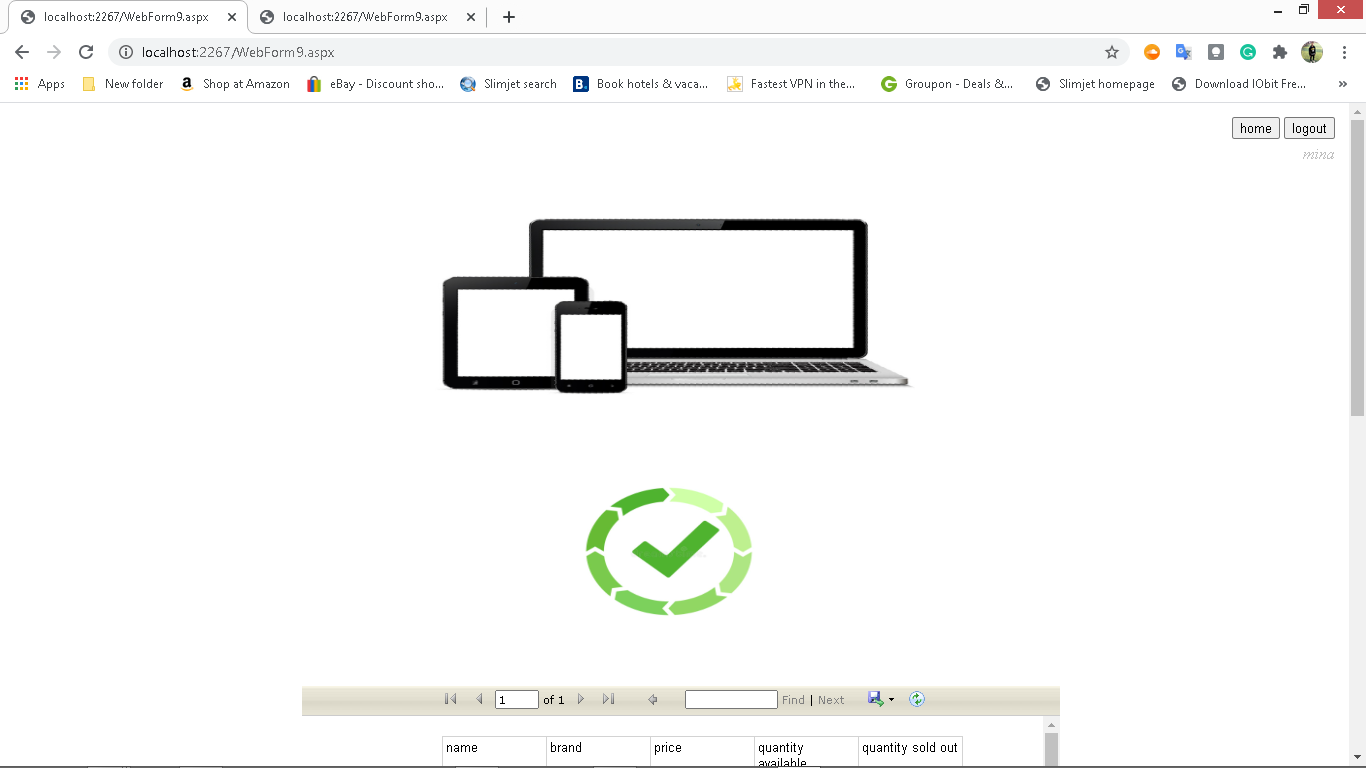 localhost:2267/WebForm9.aspx localhost:2267/WebForm9.aspx
localhost:2267/WebForm9.aspx
Apps New folder Shop at Amazon eBay - Discount sho... Slimjet search Book hotels & vaca... Fastest VPN in the... Groupon - Deals &... Slimjet homepage Download IObit Fre... »
home logout
mina
1 of 1 Find | Next
name brand price quantity available quantity sold out